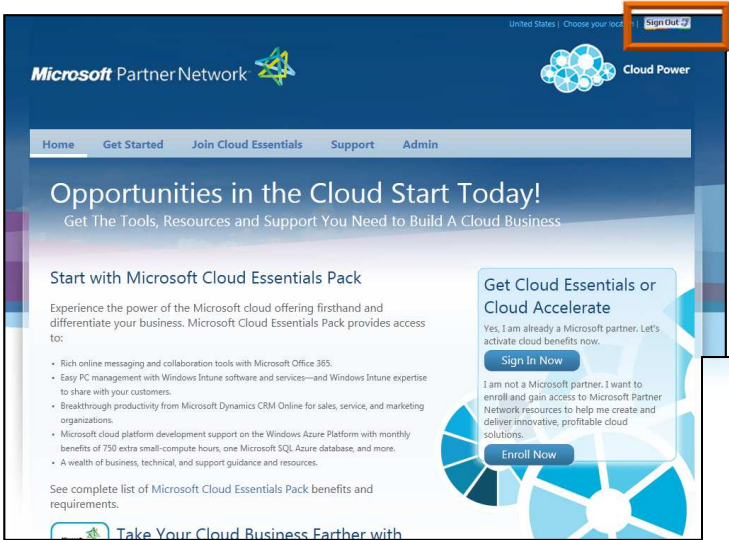 United States | Choose your location | Sign Out
Microsoft Partner Network
Cloud Power
Home Get Started Join Cloud Essentials Support Admin
Opportunities in the Cloud Start Today!
Get The Tools, Resources and Support You Need to Build A Cloud Business
Start with Microsoft Cloud Essentials Pack
Experience the power of the Microsoft cloud offering firsthand and
differentiate your business. Microsoft Cloud Essentials Pack provides access
to:
• Rich online messaging and collaboration tools with Microsoft Office 365.
• Easy PC management with Windows Intune software and services—and Windows Intune expertise
to share with your customers.
• Breakthrough productivity from Microsoft Dynamics CRM Online for sales, service, and marketing
organizations.
• Microsoft cloud platform development support on the Windows Azure Platform with monthly
benefits of 750 extra small-compute hours, one Microsoft SQL Azure database, and more.
• A wealth of business, technical, and support guidance and resources.
See complete list of Microsoft Cloud Essentials Pack benefits and
requirements.
Take Your Cloud Business Farther with
Get Cloud Essentials or
Cloud Accelerate
Yes, I am already a Microsoft partner. Let's
activate cloud benefits now.
Sign In Now
I am not a Microsoft partner. I want to
enroll and gain access to Microsoft Partner
Network resources to help me create and
deliver innovative, profitable cloud
solutions.
Enroll Now